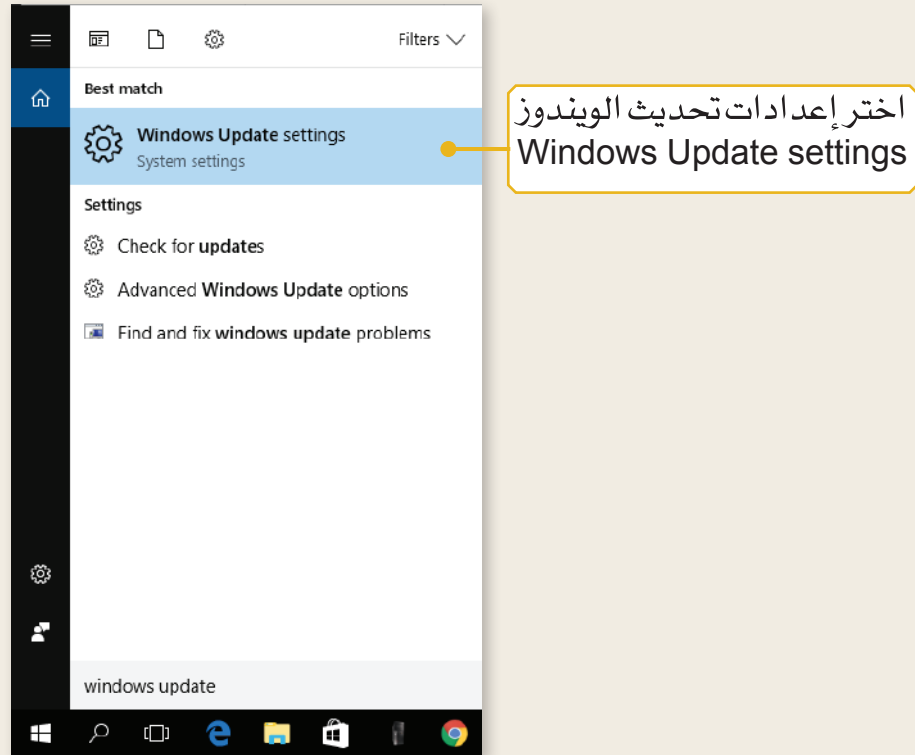 Filters
Best match
Windows Update settings
System settings
Settings
Check for updates
Advanced Windows Update options
Find and fix windows update problems
windows update
اختر إعدادات تحديث الويندوز
Windows Update settings